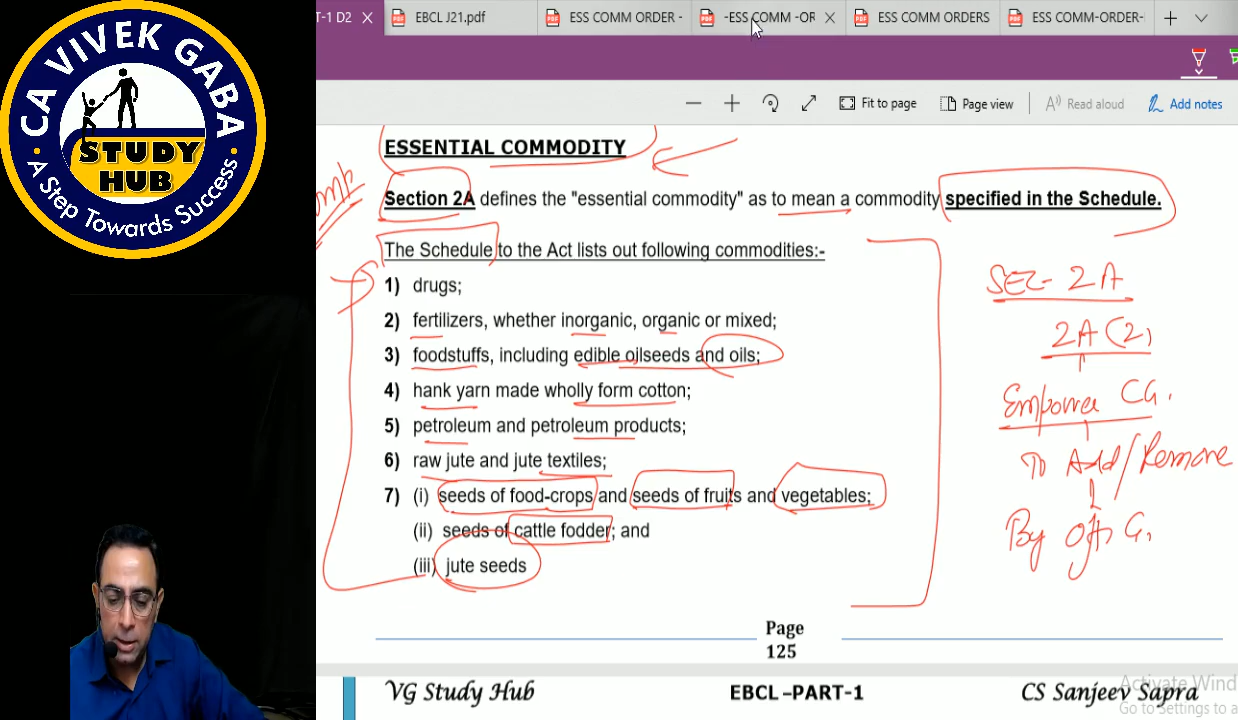 T-1 D2
EBCL J21.pdf
ESS COMM ORDER -
-ESS COMM -OR
ESS COMM ORDERS
ESS COMM-ORDER-
Fit to page
Page view
Read aloud
Add notes
CA VIVEK GABA
STUDY
HUB
· A Step Towards Success ·
ESSENTIAL COMMODITY
Section 2A defines the "essential commodity" as to mean a commodity specified in the Schedule.
The Schedule to the Act lists out following commodities:-
1) drugs;
2) fertilizers, whether inorganic, organic or mixed;
3) foodstuffs, including edible oilseeds and oils;
4) hank yarn made wholly form cotton;
5) petroleum and petroleum products;
6) raw jute and jute textiles;
7) (i) seeds of food-crops and seeds of fruits and vegetables;
(ii) seeds of cattle fodder; and
(iii) jute seeds
SEC- 2A
2A (2)
Empower CG.
To Add/Remove
By off. G.
Page
125
VG Study Hub
EBCL –PART-1
CS Sanjeev Sapra
Activate Wind
Go to Settings to a